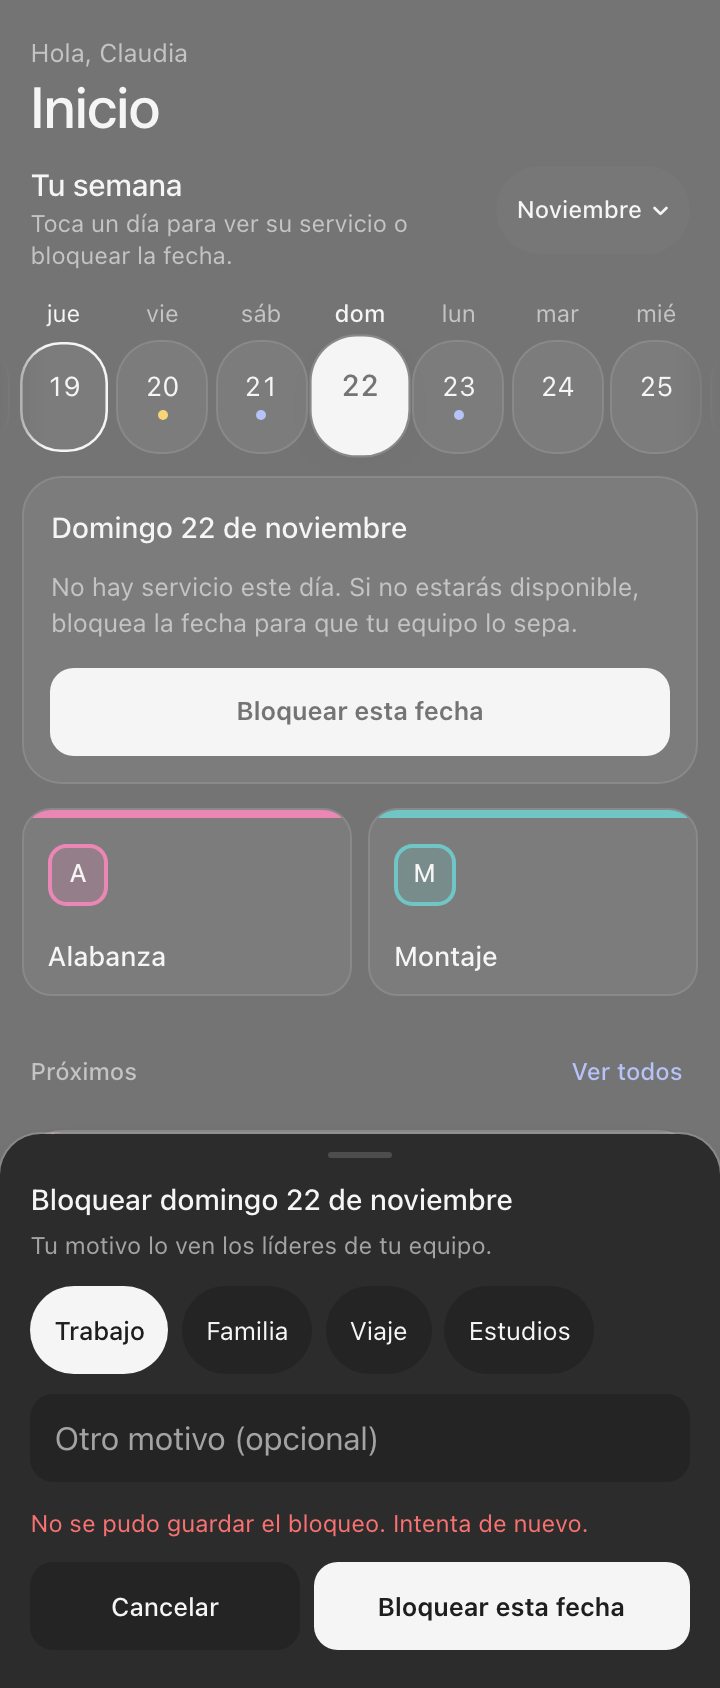 Hola, Claudia
Inicio
Tu semana
Toca un día para ver su servicio o
bloquear la fecha.
Noviembre
jue vie sáb dom lun mar mié
19 20 21 22 23 24 25
Domingo 22 de noviembre
No hay servicio este día. Si no estarás disponible,
bloquea la fecha para que tu equipo lo sepa.
Bloquear esta fecha
A
Alabanza
M
Montaje
Próximos
Ver todos
Bloquear domingo 22 de noviembre
Tu motivo lo ven los líderes de tu equipo.
Trabajo Familia Viaje Estudios
Otro motivo (opcional)
No se pudo guardar el bloqueo. Intenta de nuevo.
Cancelar
Bloquear esta fecha